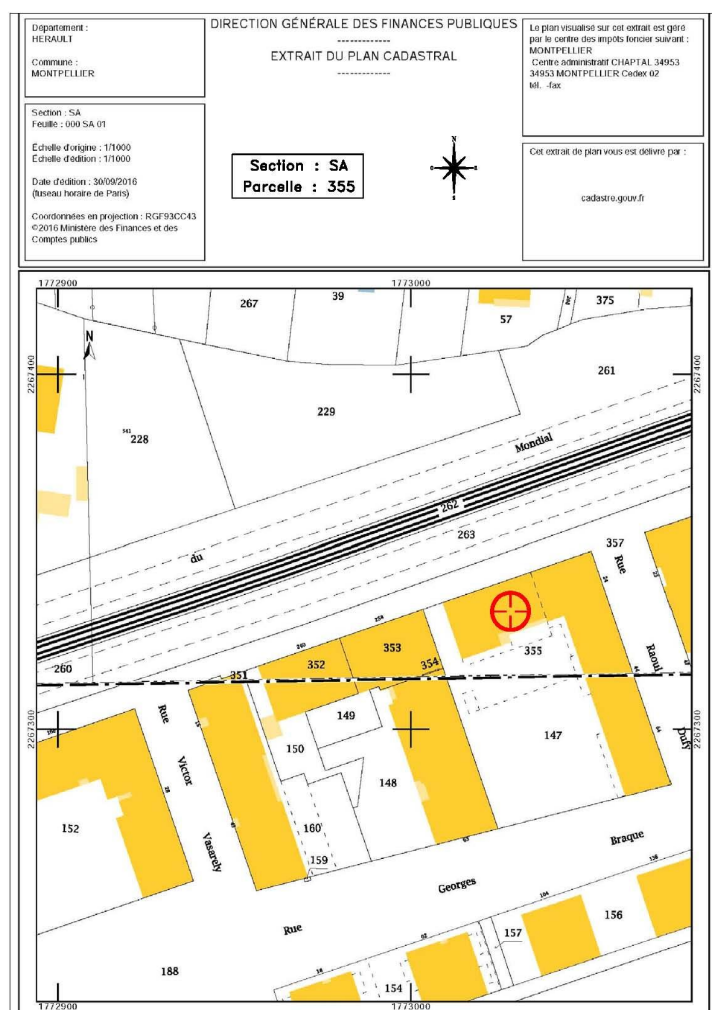 Département :
HERAULT
Commune :
MONTPELLIER
Section : SA
Feuille : 000 SA 01
Échelle d'origine : 1/1000
Échelle d'édition : 1/1000
Date d'édition : 30/09/2016
(fuseau horaire de Paris)
Coordonnées en projection : RGF93CC43
©2016 Ministère des Finances et des
Comptes publics
DIRECTION GÉNÉRALE DES FINANCES PUBLIQUES
-------------
EXTRAIT DU PLAN CADASTRAL
-------------
Section : SA
Parcelle : 355
N
S
Le plan visualisé sur cet extrait est géré
par le centre des impôts foncier suivant :
MONTPELLIER
Centre administratif CHAPTAL 34953
34953 MONTPELLIER Cedex 02
tél. -fax
Cet extrait de plan vous est délivré par :
cadastre.gouv.fr
1772900
1773000
267
39
57
375
N
2267400
2267400
261
229
228
Mondial
262
263
du
357
Rue
260
351
352
353
354
355
Raoul
2267300
2267300
Dufy
Rue
Victor
Vasarely
149
150
147
148
152
160
159
Braque
Georges
Rue
156
157
188
154
1772900
1773000